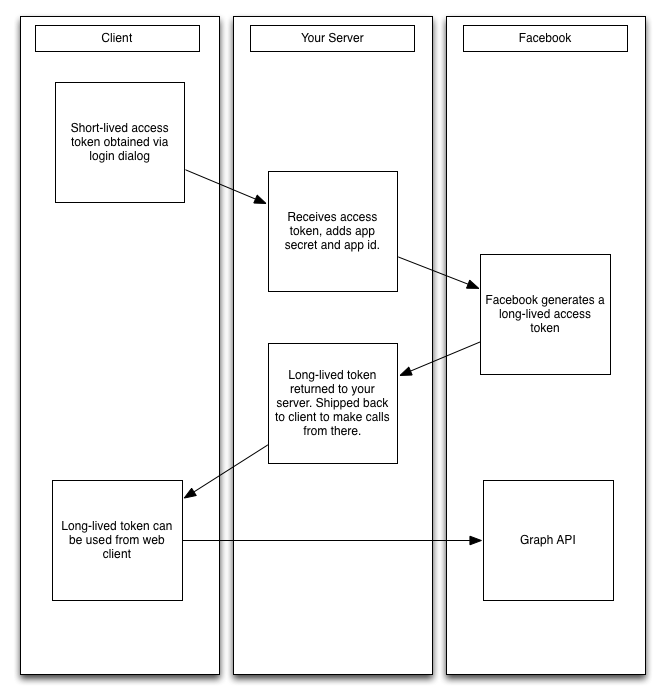 Client
Your Server
Facebook
Short-lived access
token obtained via
login dialog
Receives access
token, adds app
secret and app id.
Facebook generates a
long-lived access
token
Long-lived token
returned to your
server. Shipped back
to client to make calls
from there.
Long-lived token can
be used from web
client
Graph API